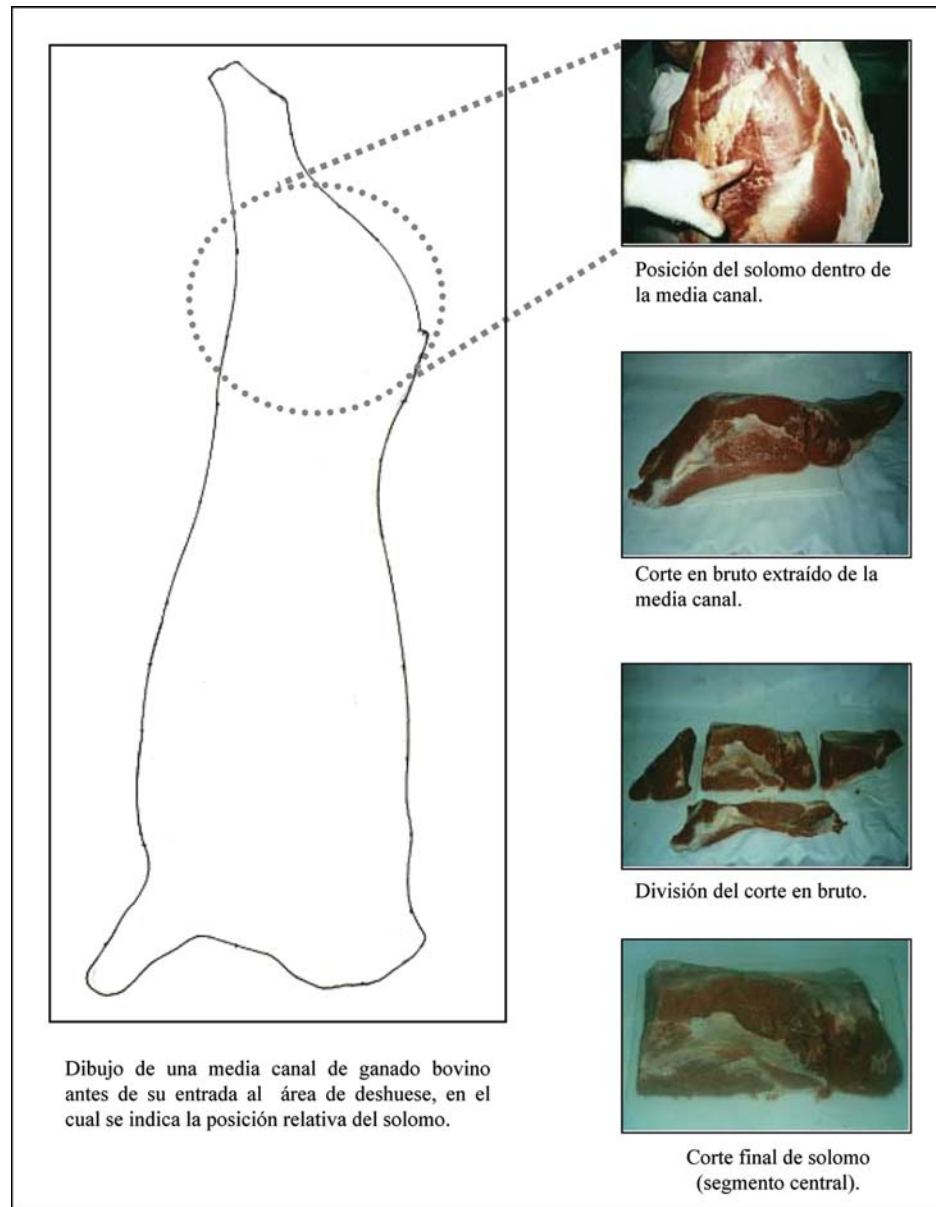 Posición del solomo dentro de
la media canal.
Corte en bruto extraído de la
media canal.
División del corte en bruto.
Dibujo de una media canal de ganado bovino
antes de su entrada al área de deshuese, en el
cual se indica la posición relativa del solomo.
Corte final de solomo
(segmento central).